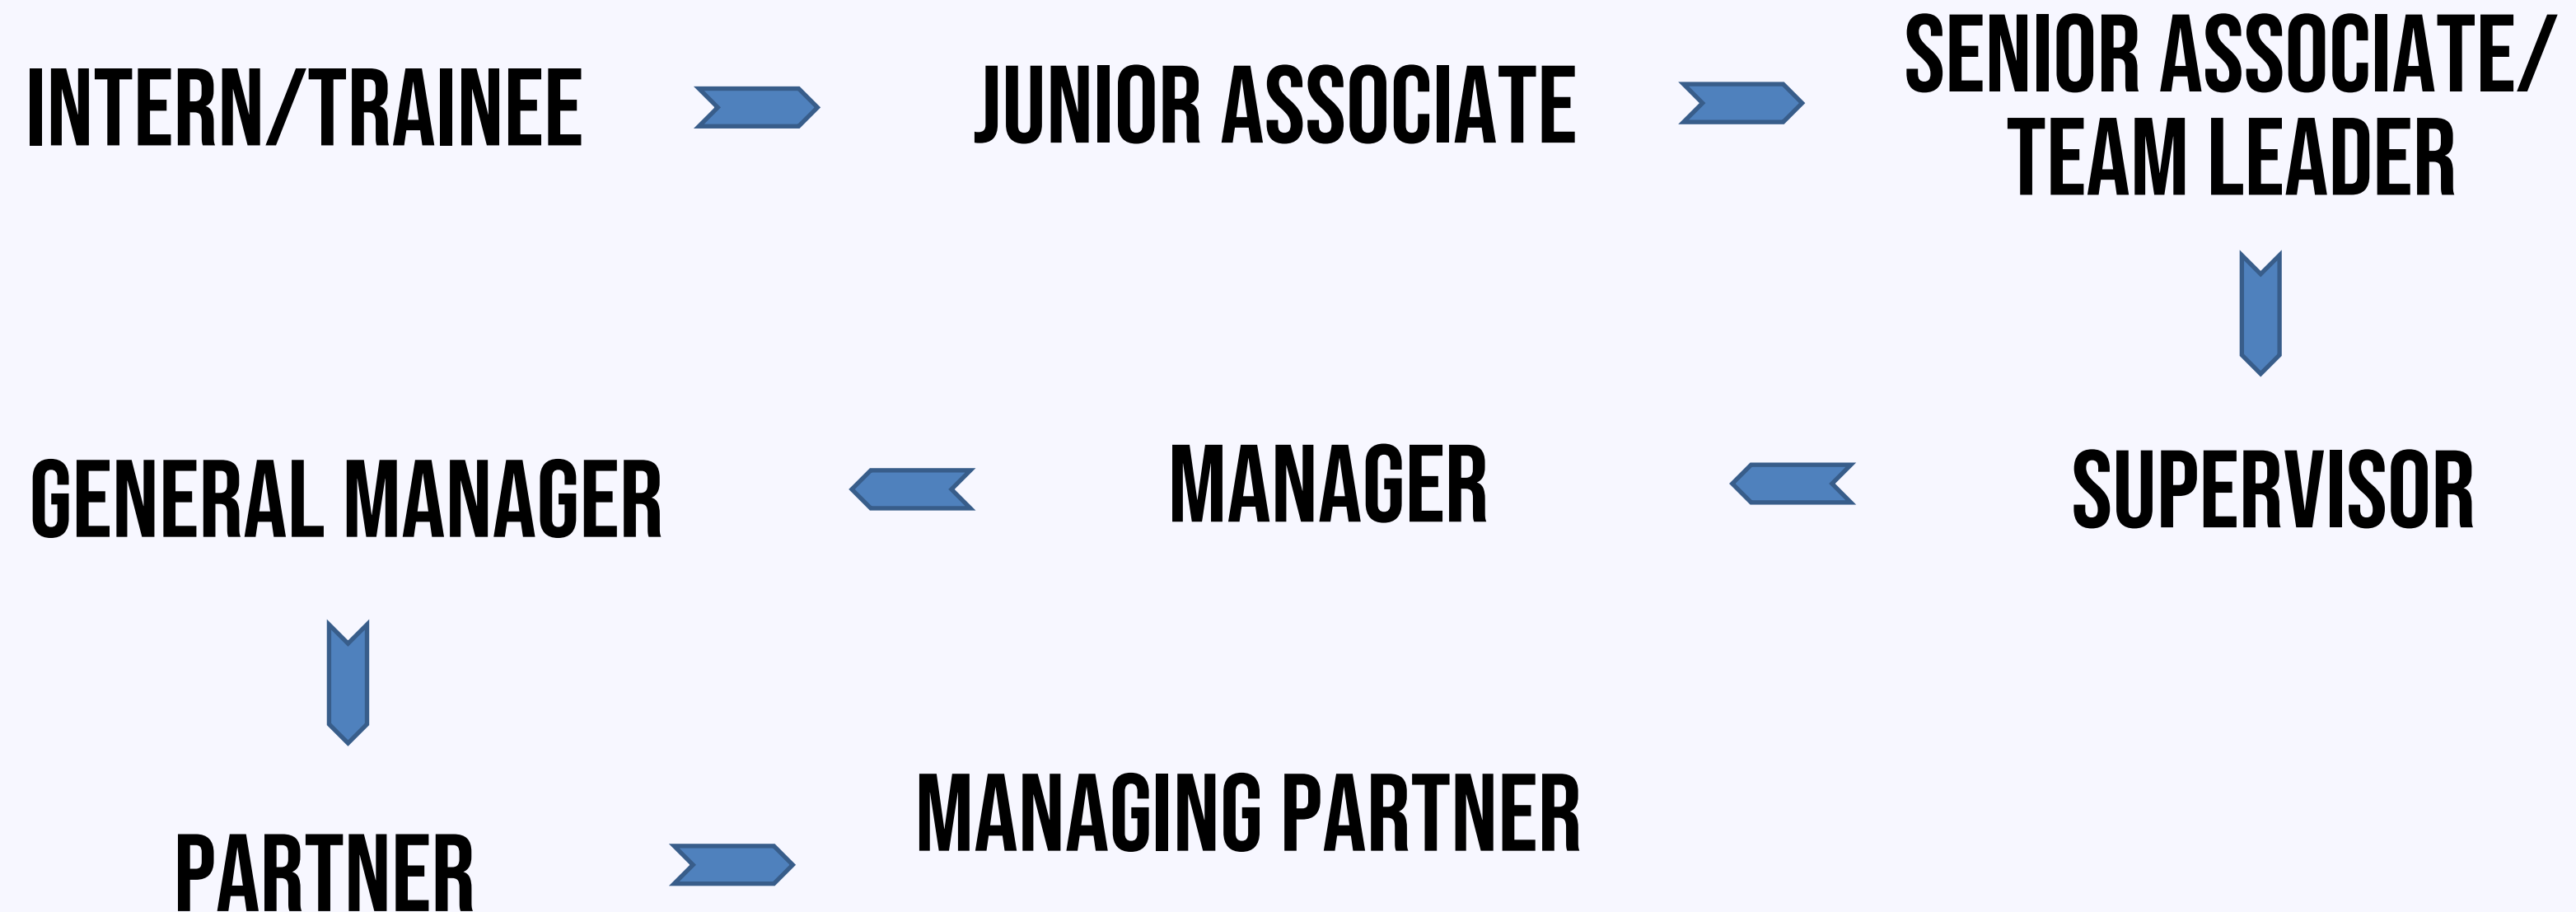 INTERN/TRAINEE
JUNIOR ASSOCIATE
SENIOR ASSOCIATE/
TEAM LEADER
SUPERVISOR
MANAGER
GENERAL MANAGER
PARTNER
MANAGING PARTNER